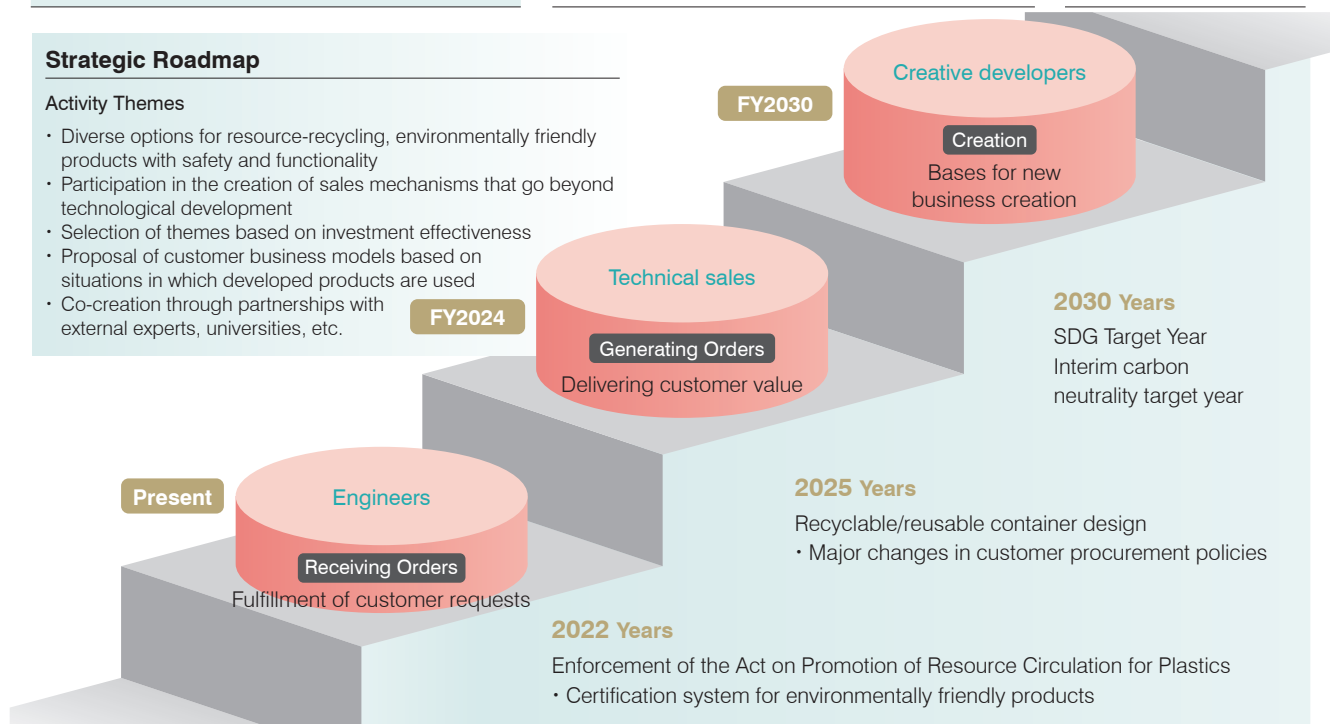 Strategic Roadmap
Activity Themes
・Diverse options for resource-recycling, environmentally friendly
products with safety and functionality
・Participation in the creation of sales mechanisms that go beyond
technological development
・Selection of themes based on investment effectiveness
・Proposal of customer business models based on
situations in which developed products are used
・Co-creation through partnerships with
external experts, universities, etc.
Present
Engineers
Receiving Orders
Fulfillment of customer requests
FY2024
Technical sales
Generating Orders
Delivering customer value
FY2030
Creative developers
Creation
Bases for new
business creation
2030 Years
SDG Target Year
Interim carbon
neutrality target year
2025 Years
Recyclable/reusable container design
・Major changes in customer procurement policies
2022 Years
Enforcement of the Act on Promotion of Resource Circulation for Plastics
・Certification system for environmentally friendly products